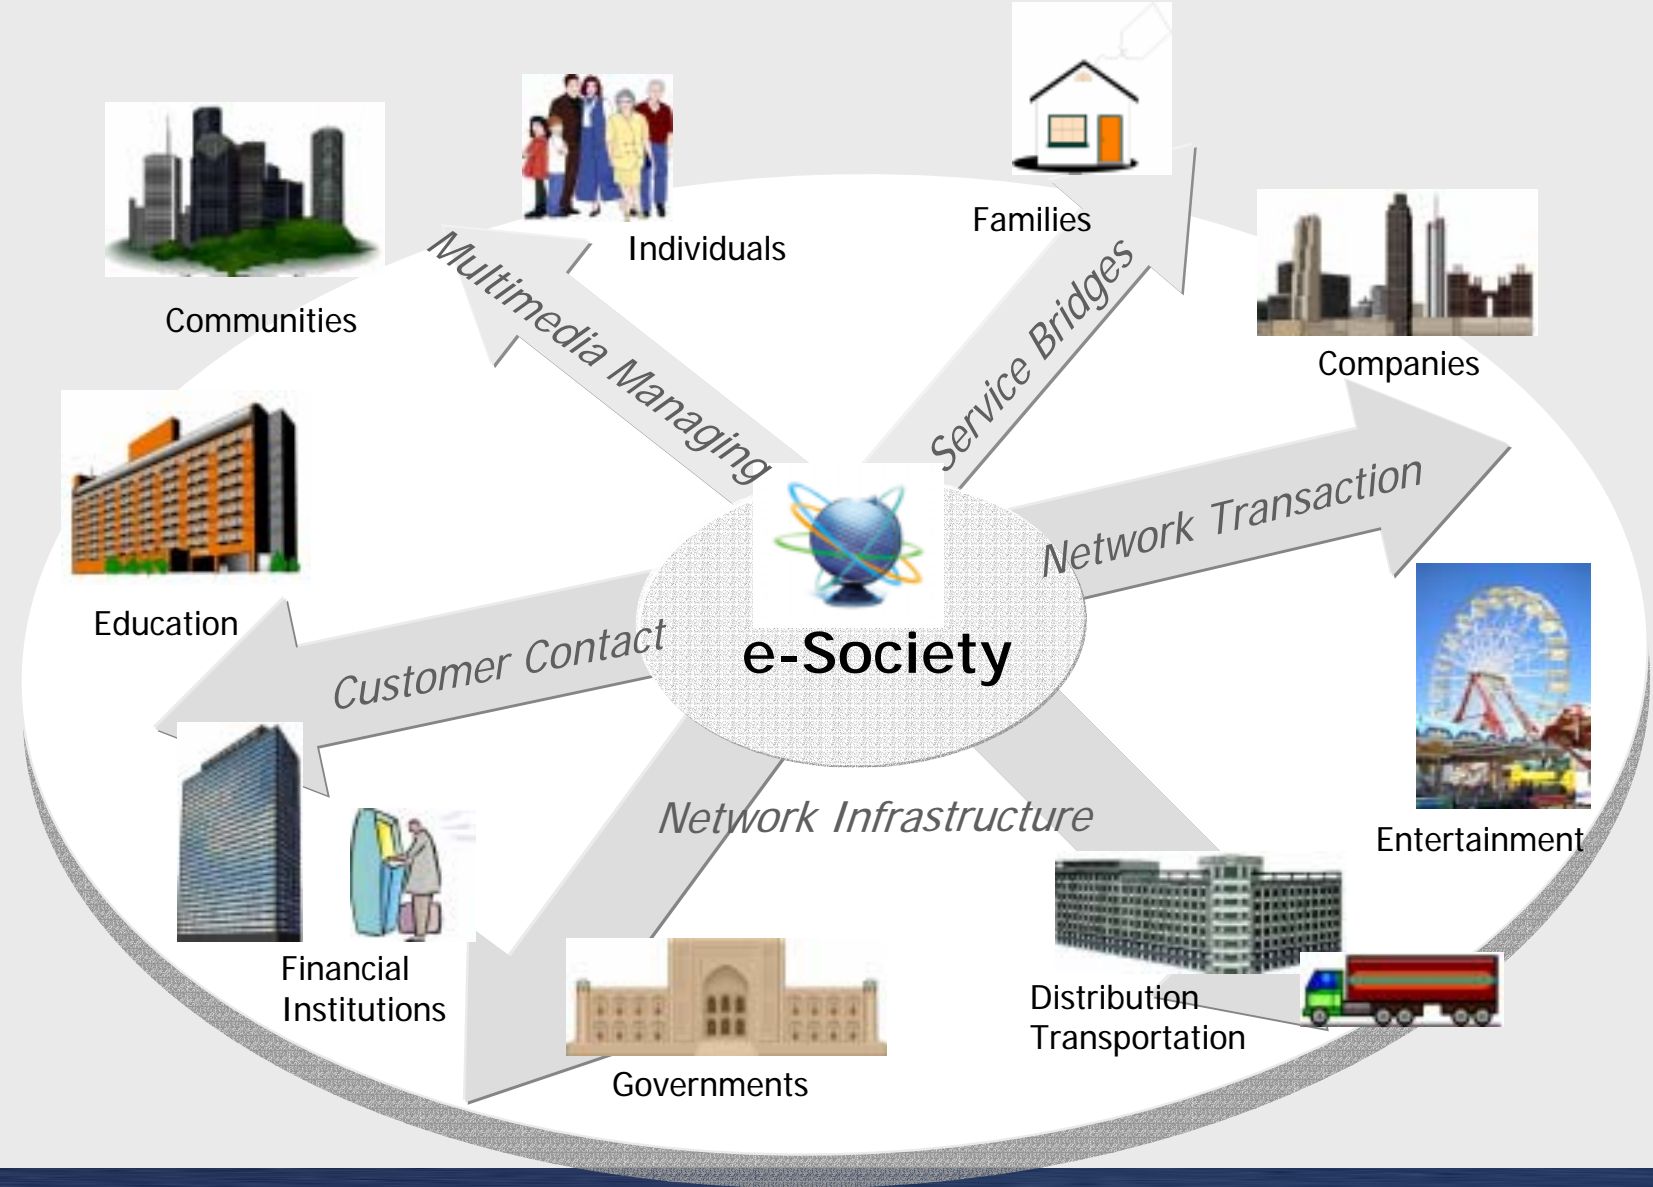 Families
Individuals
Communities
Multimedia Managing
Service Bridges
Companies
Network Transaction
Education
Customer Contact
e-Society
Network Infrastructure
Entertainment
Financial
Institutions
Distribution
Transportation
Governments